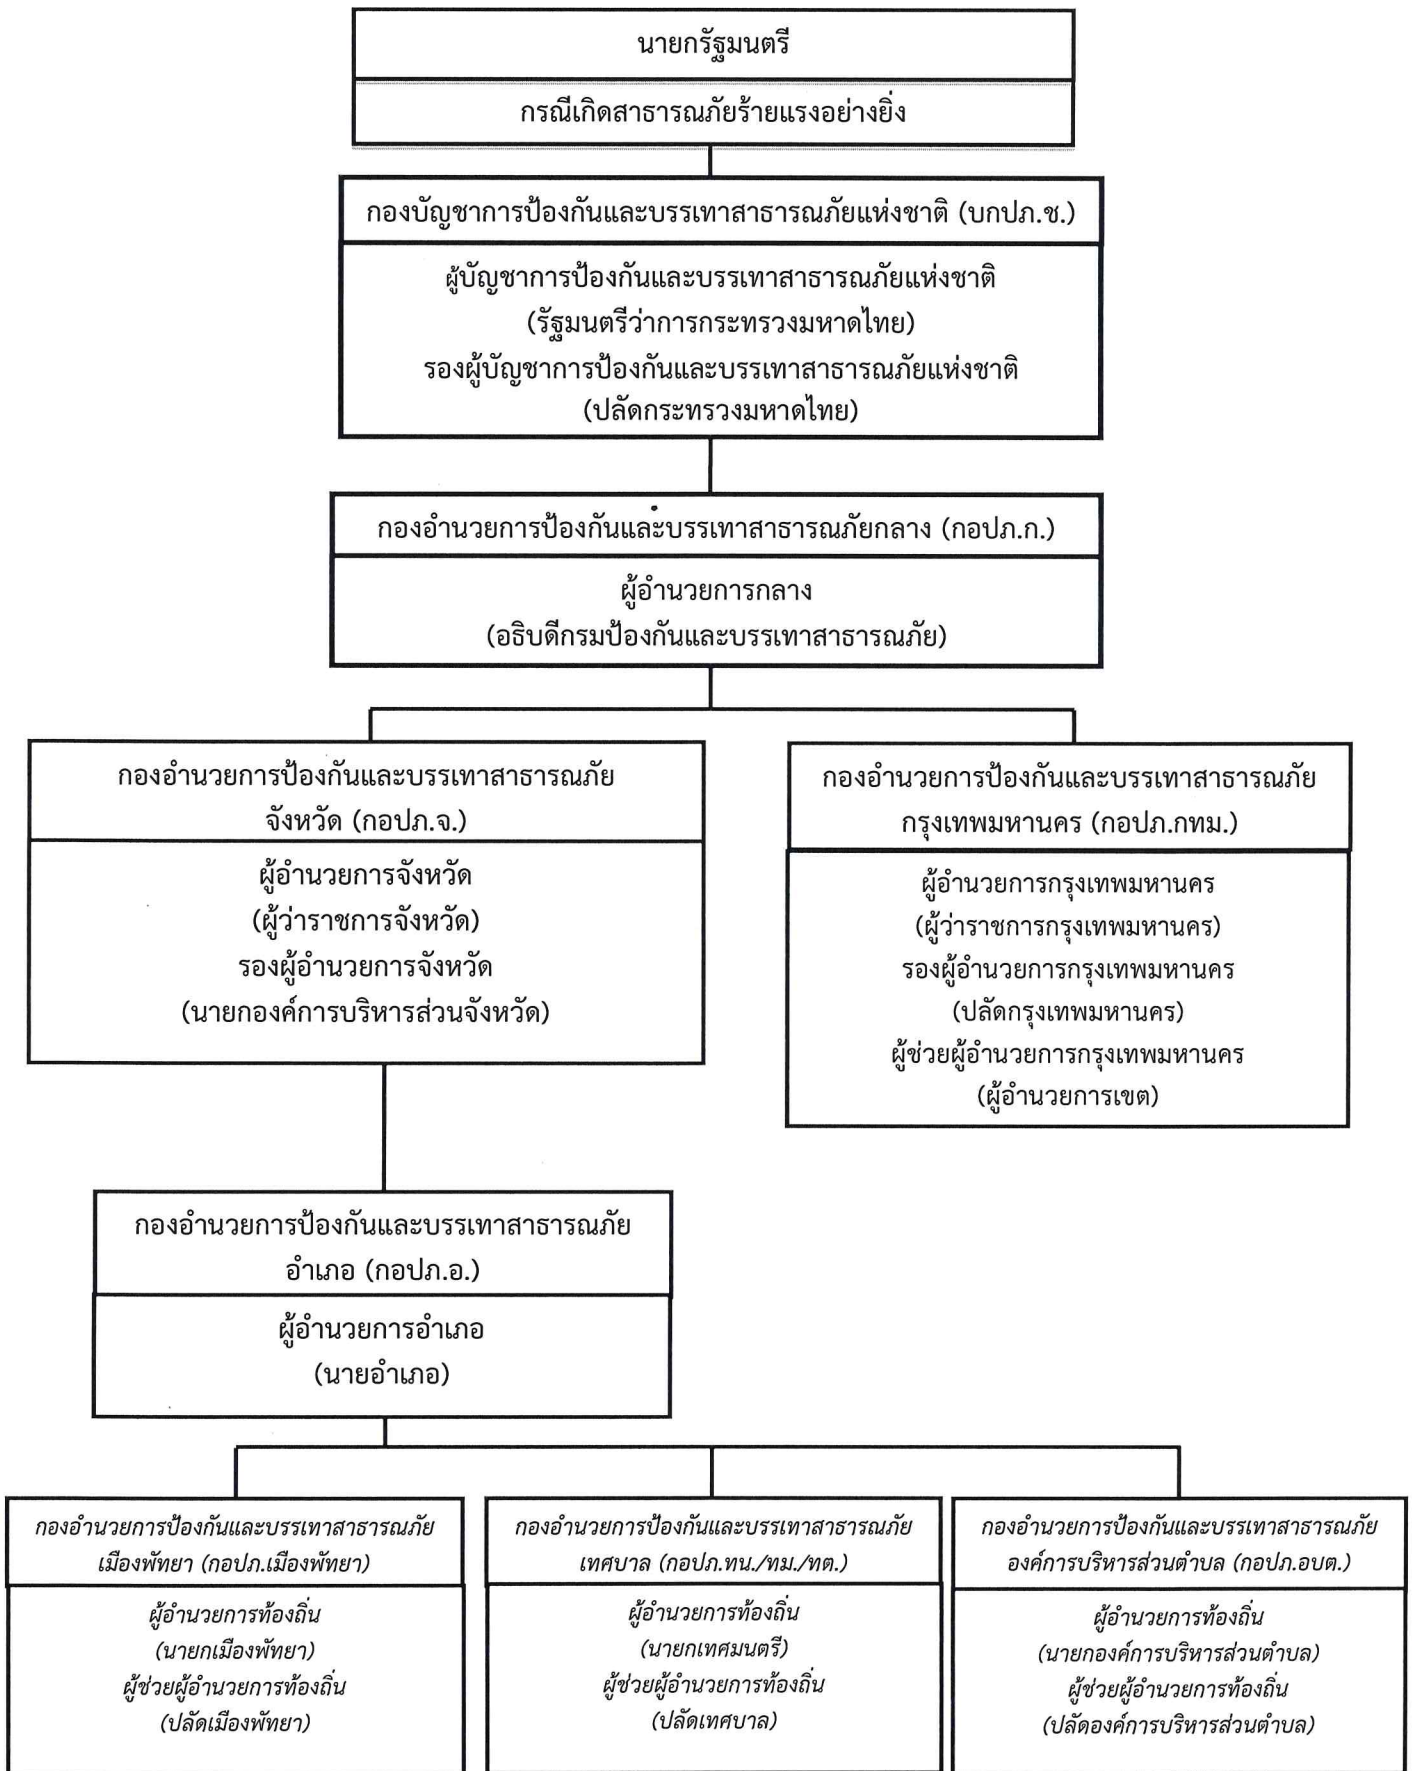 นายกรัฐมนตรี
กรณีเกิดสาธารณภัยร้ายแรงอย่างยิ่ง
กองบัญชาการป้องกันและบรรเทาสาธารณภัยแห่งชาติ (บกปภ.ช.)
ผู้บัญชาการป้องกันและบรรเทาสาธารณภัยแห่งชาติ
(รัฐมนตรีว่าการกระทรวงมหาดไทย)
รองผู้บัญชาการป้องกันและบรรเทาสาธารณภัยแห่งชาติ
(ปลัดกระทรวงมหาดไทย)
กองอำนวยการป้องกันและบรรเทาสาธารณภัยกลาง (กอปภ.ก.)
ผู้อำนวยการกลาง
(อธิบดีกรมป้องกันและบรรเทาสาธารณภัย)
กองอำนวยการป้องกันและบรรเทาสาธารณภัย
จังหวัด (กอปภ.จ.)
ผู้อำนวยการจังหวัด
(ผู้ว่าราชการจังหวัด)
รองผู้อำนวยการจังหวัด
(นายกองค์การบริหารส่วนจังหวัด)
กองอำนวยการป้องกันและบรรเทาสาธารณภัย
กรุงเทพมหานคร (กอปภ.กทม.)
ผู้อำนวยการกรุงเทพมหานคร
(ผู้ว่าราชการกรุงเทพมหานคร)
รองผู้อำนวยการกรุงเทพมหานคร
(ปลัดกรุงเทพมหานคร)
ผู้ช่วยผู้อำนวยการกรุงเทพมหานคร
(ผู้อำนวยการเขต)
กองอำนวยการป้องกันและบรรเทาสาธารณภัย
อำเภอ (กอปภ.อ.)
ผู้อำนวยการอำเภอ
(นายอำเภอ)
กองอำนวยการป้องกันและบรรเทาสาธารณภัย
เมืองพัทยา (กอปภ.เมืองพัทยา)
ผู้อำนวยการท้องถิ่น
(นายกเมืองพัทยา)
ผู้ช่วยผู้อำนวยการท้องถิ่น
(ปลัดเมืองพัทยา)
กองอำนวยการป้องกันและบรรเทาสาธารณภัย
เทศบาล (กอปภ.ทน./ทม./ทต.)
ผู้อำนวยการท้องถิ่น
(นายกเทศมนตรี)
ผู้ช่วยผู้อำนวยการท้องถิ่น
(ปลัดเทศบาล)
กองอำนวยการป้องกันและบรรเทาสาธารณภัย
องค์การบริหารส่วนตำบล (กอปภ.อบต.)
ผู้อำนวยการท้องถิ่น
(นายกองค์การบริหารส่วนตำบล)
ผู้ช่วยผู้อำนวยการท้องถิ่น
(ปลัดองค์การบริหารส่วนตำบล)